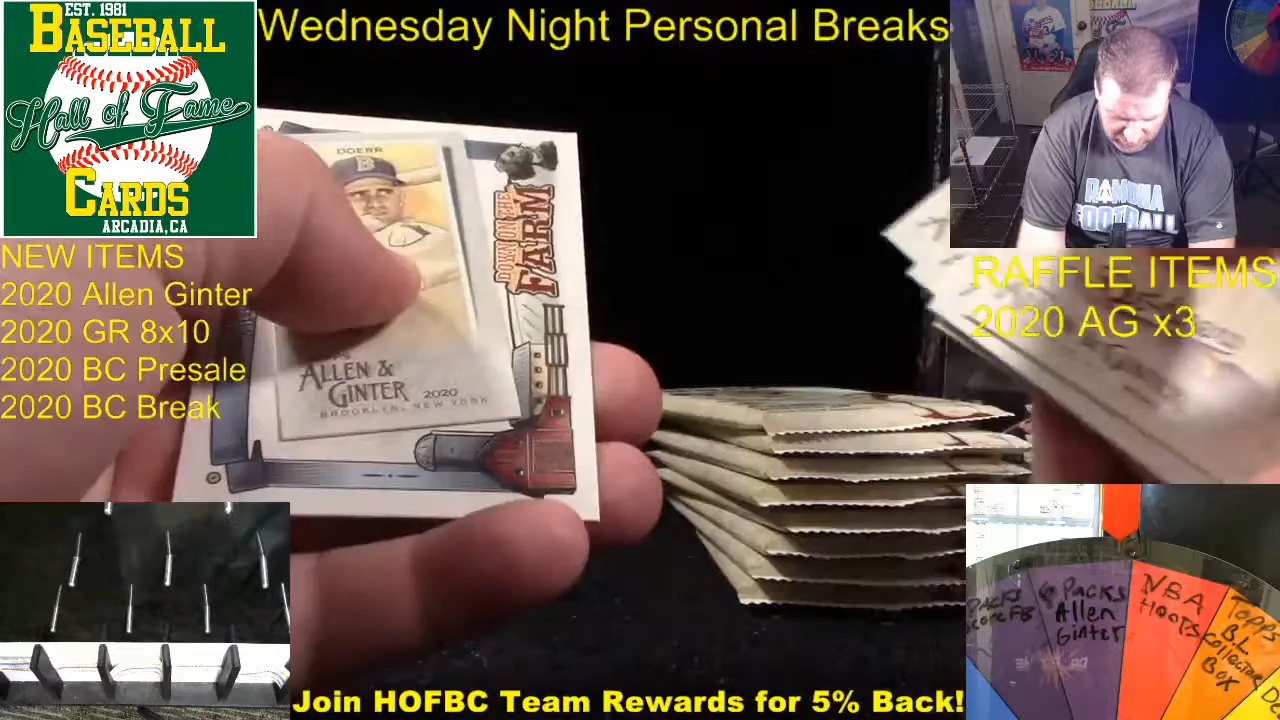 EST. 1981
BASEBALL
Hall of Fame
CARDS
ARCADIA, CA
Wednesday Night Personal Breaks
NEW ITEMS
2020 Allen Ginter
2020 GR 8x10
2020 BC Presale
2020 BC Break
RAFFLE ITEMS
2020 AG x3
RAMONA
FOOTBALL
34
DOERR
B
ALLEN &
GINTER
2020
BROOKLYN, NEW YORK
DOWN ON THE
FARM
PACKS
6 Packs
Allen
Ginter
NBA
HOOPS
TOPPS
B.L.
Collector
Box
Join HOFBC Team Rewards for 5% Back!